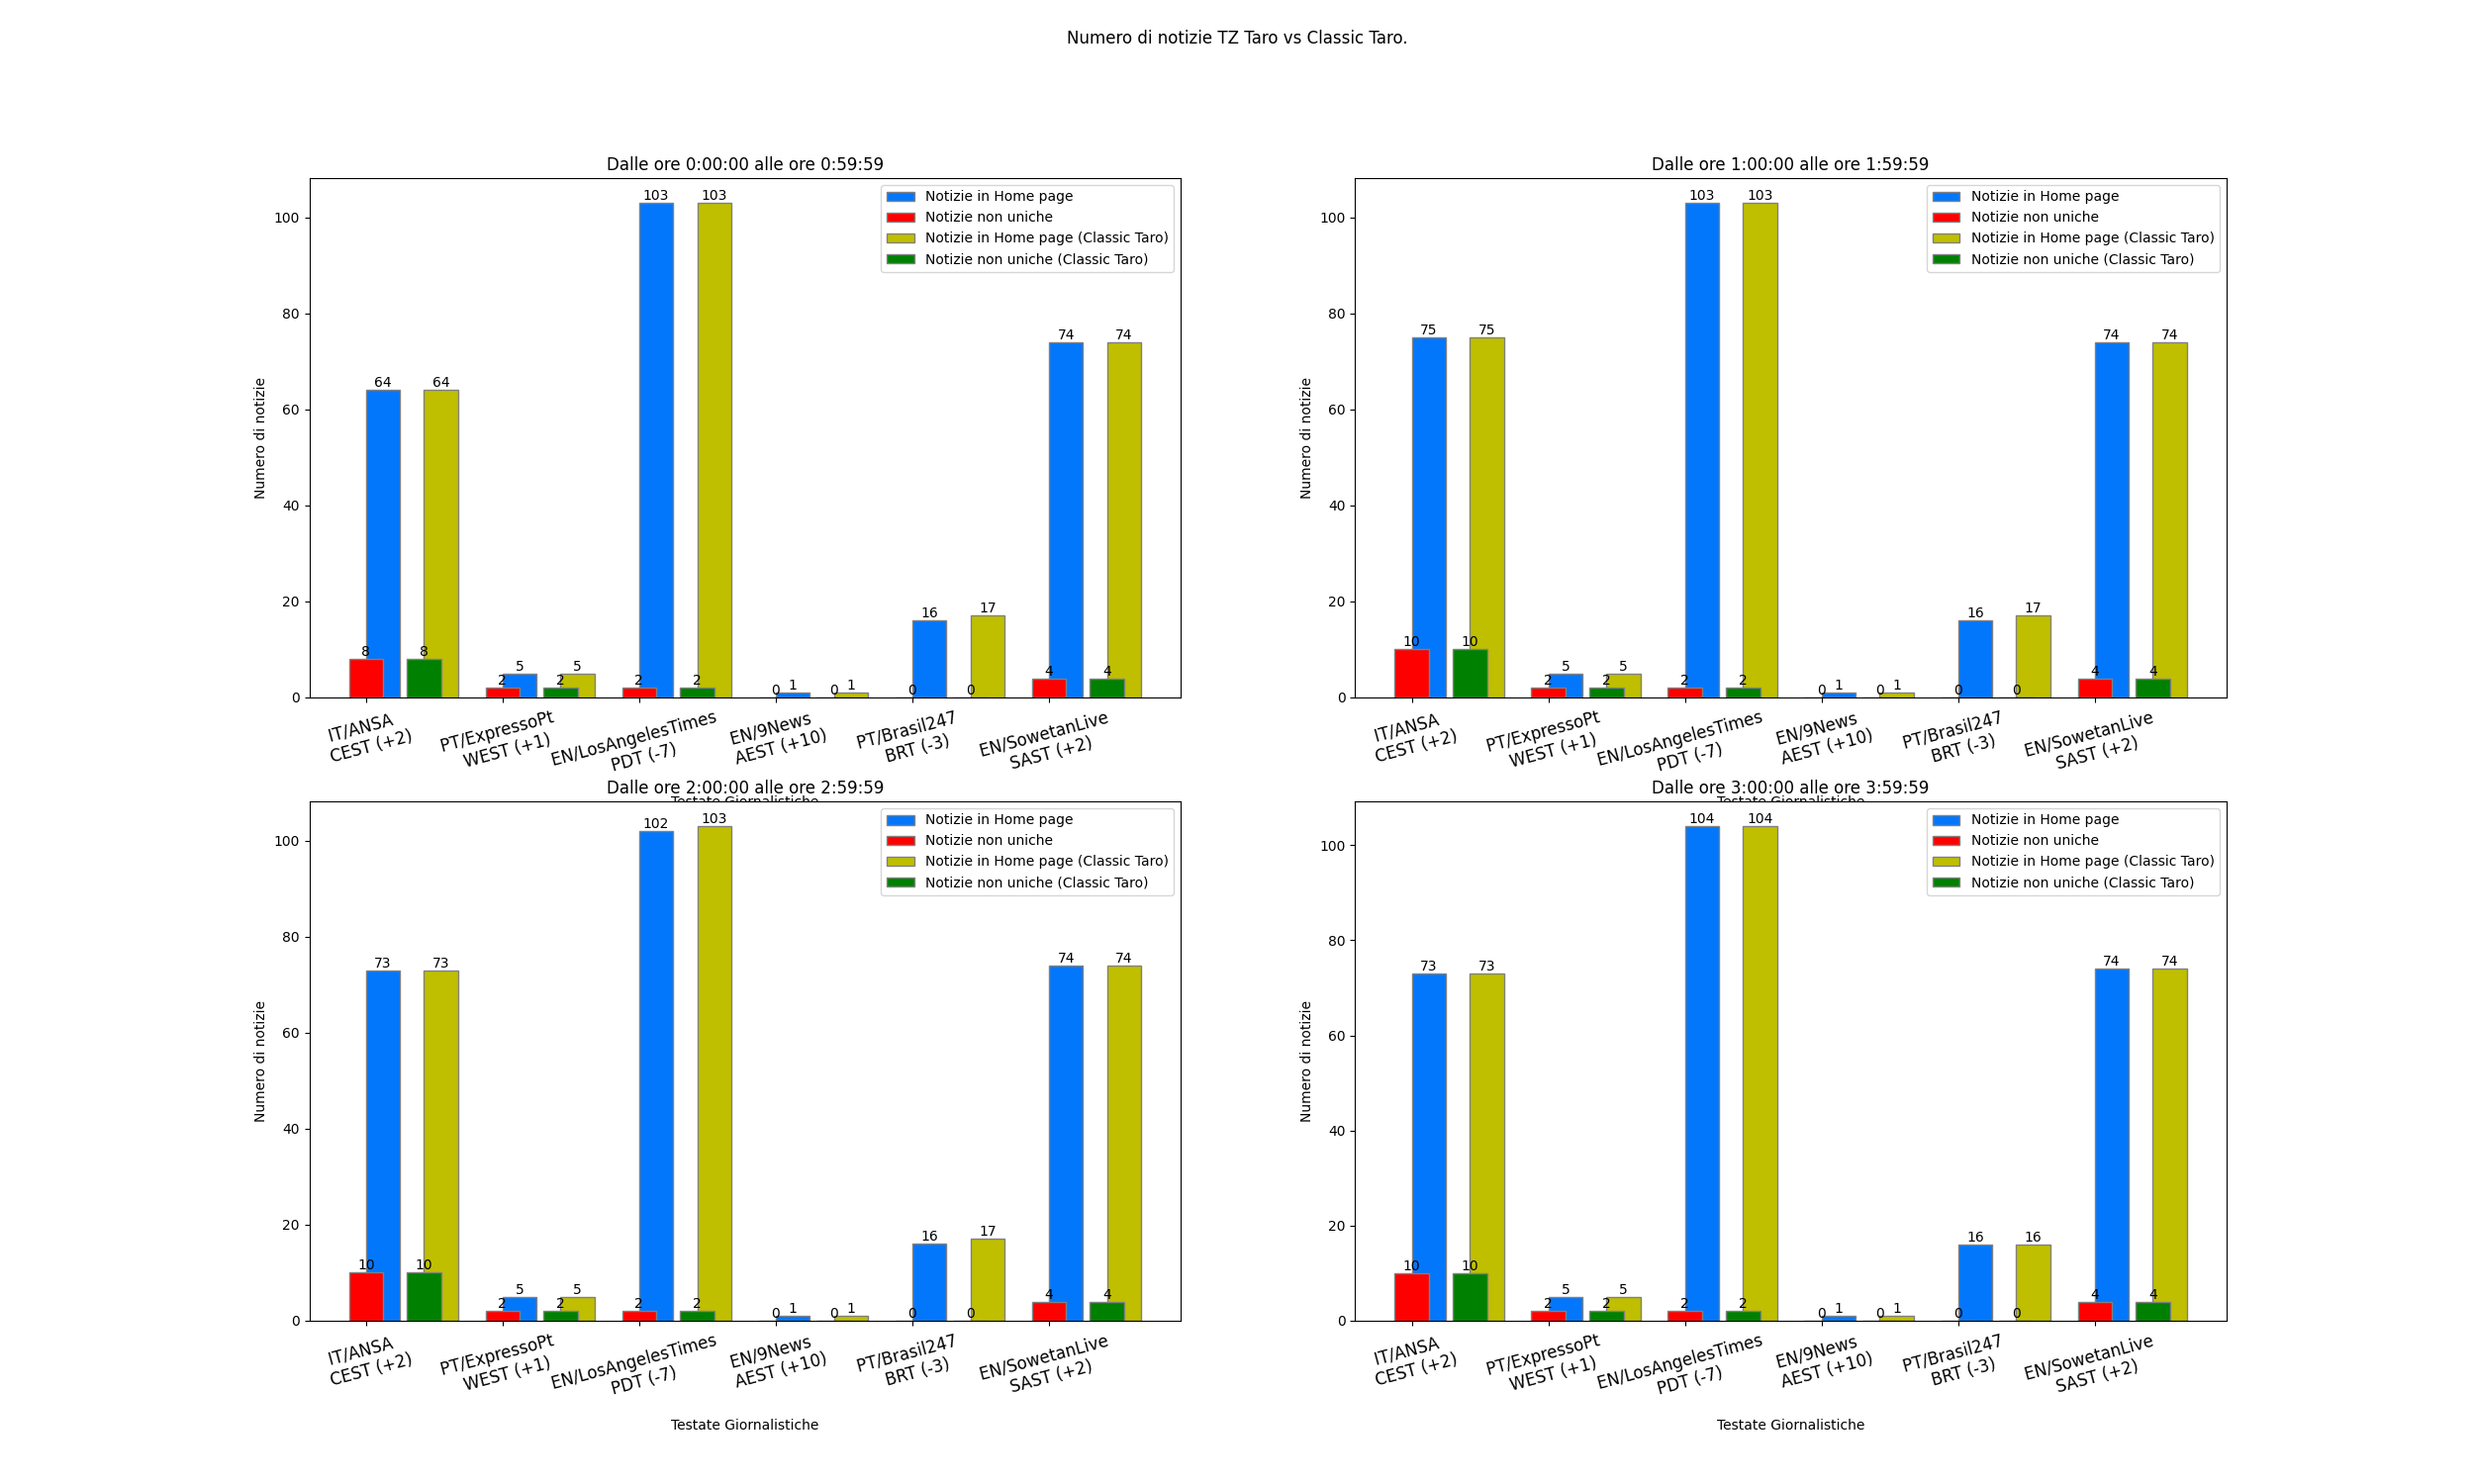 Numero di notizie TZ Taro vs Classic Taro.
Dalle ore 0:00:00 alle ore 0:59:59
Notizie in Home page
Notizie non uniche
Notizie in Home page (Classic Taro)
Notizie non uniche (Classic Taro)
Numero di notizie
100
80
60
40
20
0
8 64 8 64
2 5 2 5
2 103 2 103
0 1 0 1
0 16 0 17
4 74 4 74
IT/ANSA
CEST (+2)
PT/ExpressoPt
WEST (+1)
EN/LosAngelesTimes
PDT (-7)
EN/9News
AEST (+10)
PT/Brasil247
BRT (-3)
EN/SowetanLive
SAST (+2)
Testate Giornalistiche
Dalle ore 1:00:00 alle ore 1:59:59
Notizie in Home page
Notizie non uniche
Notizie in Home page (Classic Taro)
Notizie non uniche (Classic Taro)
Numero di notizie
100
80
60
40
20
0
10 75 10 75
2 5 2 5
2 103 2 103
0 1 0 1
0 16 0 17
4 74 4 74
IT/ANSA
CEST (+2)
PT/ExpressoPt
WEST (+1)
EN/LosAngelesTimes
PDT (-7)
EN/9News
AEST (+10)
PT/Brasil247
BRT (-3)
EN/SowetanLive
SAST (+2)
Testate Giornalistiche
Dalle ore 2:00:00 alle ore 2:59:59
Notizie in Home page
Notizie non uniche
Notizie in Home page (Classic Taro)
Notizie non uniche (Classic Taro)
Numero di notizie
100
80
60
40
20
0
10 73 10 73
2 5 2 5
2 102 2 103
0 1 0 1
0 16 0 17
4 74 4 74
IT/ANSA
CEST (+2)
PT/ExpressoPt
WEST (+1)
EN/LosAngelesTimes
PDT (-7)
EN/9News
AEST (+10)
PT/Brasil247
BRT (-3)
EN/SowetanLive
SAST (+2)
Testate Giornalistiche
Dalle ore 3:00:00 alle ore 3:59:59
Notizie in Home page
Notizie non uniche
Notizie in Home page (Classic Taro)
Notizie non uniche (Classic Taro)
Numero di notizie
100
80
60
40
20
0
10 73 10 73
2 5 2 5
2 104 2 104
0 1 0 1
0 16 0 16
4 74 4 74
IT/ANSA
CEST (+2)
PT/ExpressoPt
WEST (+1)
EN/LosAngelesTimes
PDT (-7)
EN/9News
AEST (+10)
PT/Brasil247
BRT (-3)
EN/SowetanLive
SAST (+2)
Testate Giornalistiche